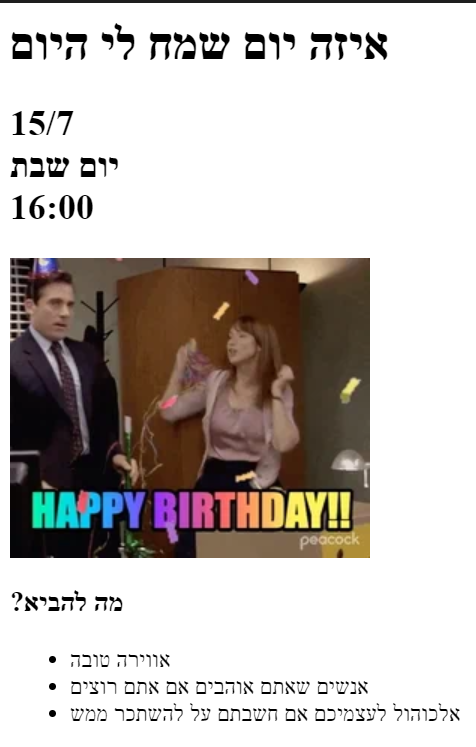 איזה יום שמח לי היום
15/7
יום שבת
16:00
HAPPY BIRTHDAY!!
peacock
מה להביא?
אווירה טובה
אנשים שאתם אוהבים אם אתם רוצים
אלכוהול לעצמיכם אם חשבתם על להשתכר ממש